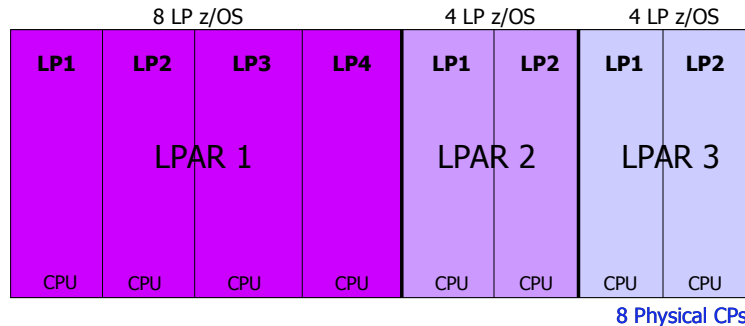 8 LP z/OS 4 LP z/OS 4 LP z/OS
LP1 LP2 LP3 LP4 LP1 LP2 LP1 LP2
LPAR 1 LPAR 2 LPAR 3
CPU CPU CPU CPU CPU CPU CPU CPU
8 Physical CPs